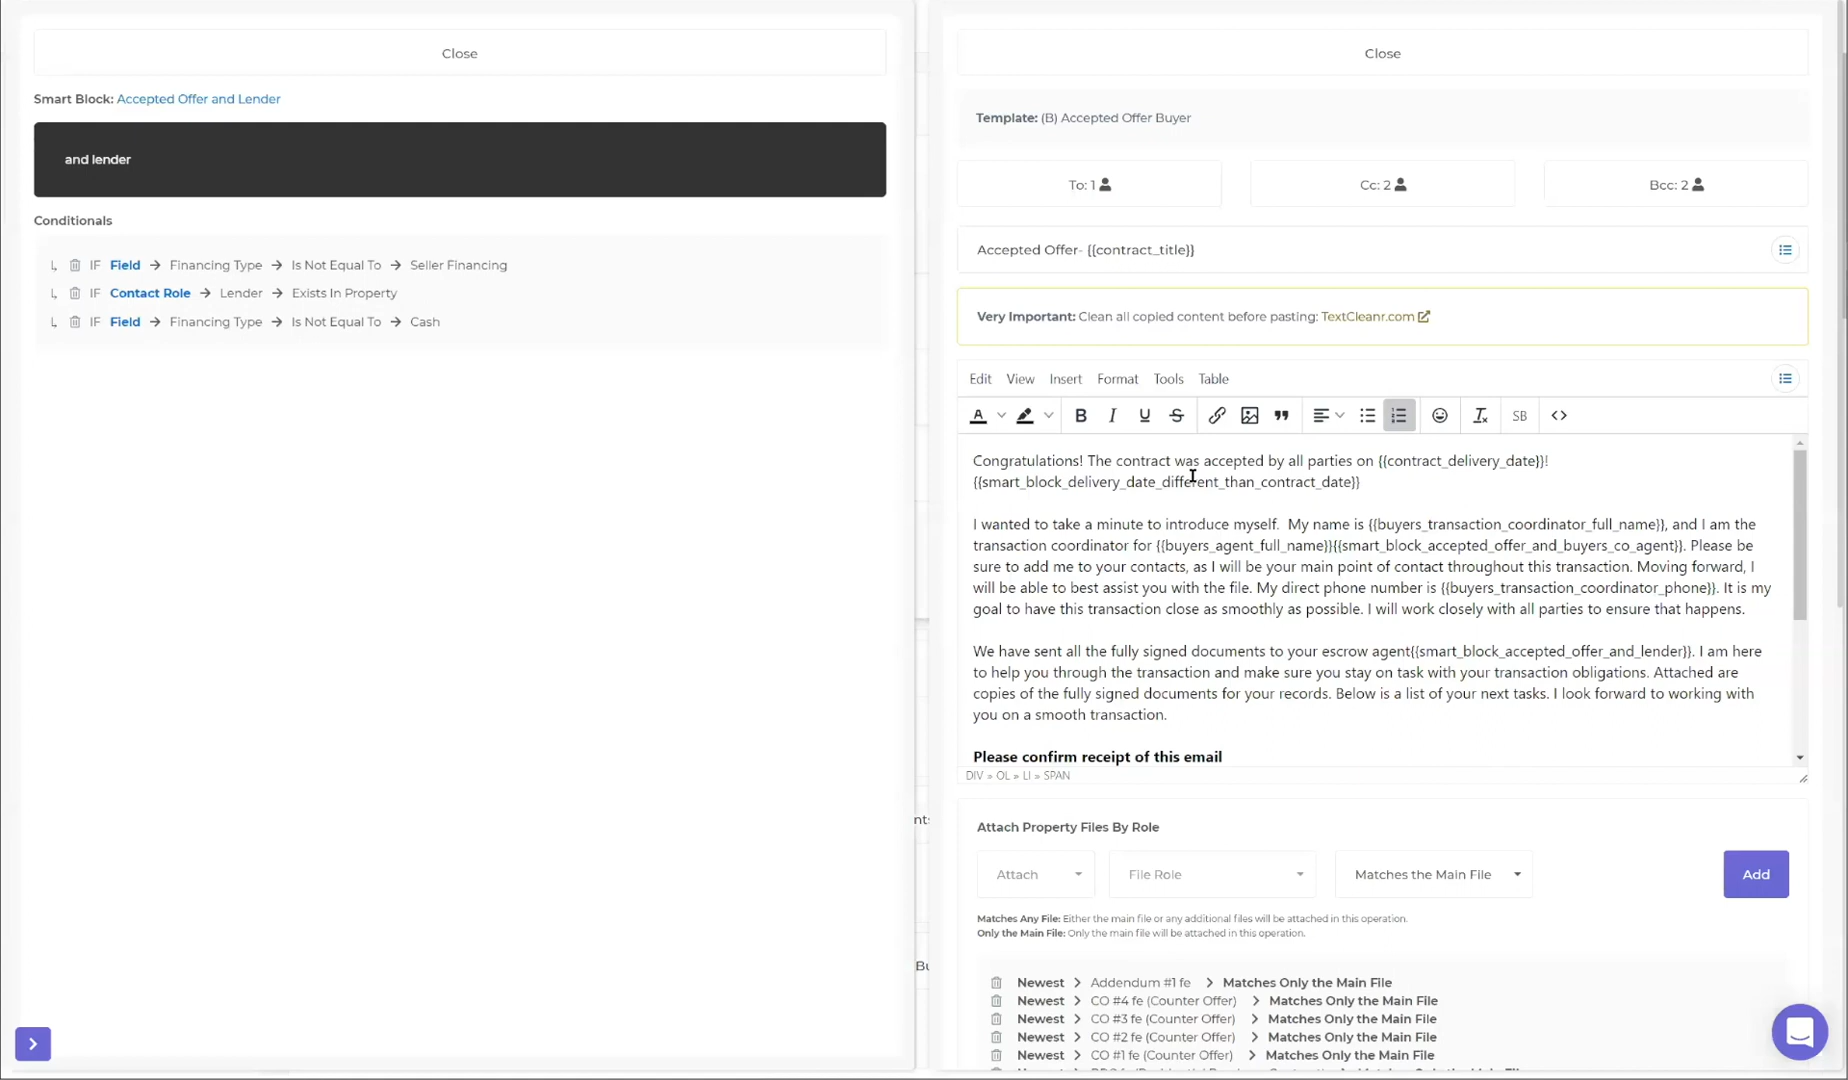 Close
Smart Block: Accepted Offer and Lender
and lender
Conditionals
IF Field → Financing Type → Is Not Equal To → Seller Financing
IF Contact Role → Lender → Exists In Property
IF Field → Financing Type → Is Not Equal To → Cash
nts
Bu
Close
Template: (B) Accepted Offer Buyer
To: 1
Cc: 2
Bcc: 2
Accepted Offer- {{contract_title}}
Very Important: Clean all copied content before pasting: TextCleanr.com
Edit View Insert Format Tools Table
A B I U S SB
Congratulations! The contract was accepted by all parties on {{contract_delivery_date}}!
{{smart_block_delivery_date_different_than_contract_date}}
I wanted to take a minute to introduce myself.  My name is {{buyers_transaction_coordinator_full_name}}, and I am the
transaction coordinator for {{buyers_agent_full_name}}{{smart_block_accepted_offer_and_buyers_co_agent}}. Please be
sure to add me to your contacts, as I will be your main point of contact throughout this transaction. Moving forward, I
will be able to best assist you with the file. My direct phone number is {{buyers_transaction_coordinator_phone}}. It is my
goal to have this transaction close as smoothly as possible. I will work closely with all parties to ensure that happens.
We have sent all the fully signed documents to your escrow agent{{smart_block_accepted_offer_and_lender}}. I am here
to help you through the transaction and make sure you stay on task with your transaction obligations. Attached are
copies of the fully signed documents for your records. Below is a list of your next tasks. I look forward to working with
you on a smooth transaction.
Please confirm receipt of this email
DIV » OL » LI » SPAN
Attach Property Files By Role
Attach
File Role
Matches the Main File
Add
Matches Any File: Either the main file or any additional files will be attached in this operation.
Only the Main File: Only the main file will be attached in this operation.
Newest > Addendum #1 fe > Matches Only the Main File
Newest > CO #4 fe (Counter Offer) > Matches Only the Main File
Newest > CO #3 fe (Counter Offer) > Matches Only the Main File
Newest > CO #2 fe (Counter Offer) > Matches Only the Main File
Newest > CO #1 fe (Counter Offer) > Matches Only the Main File